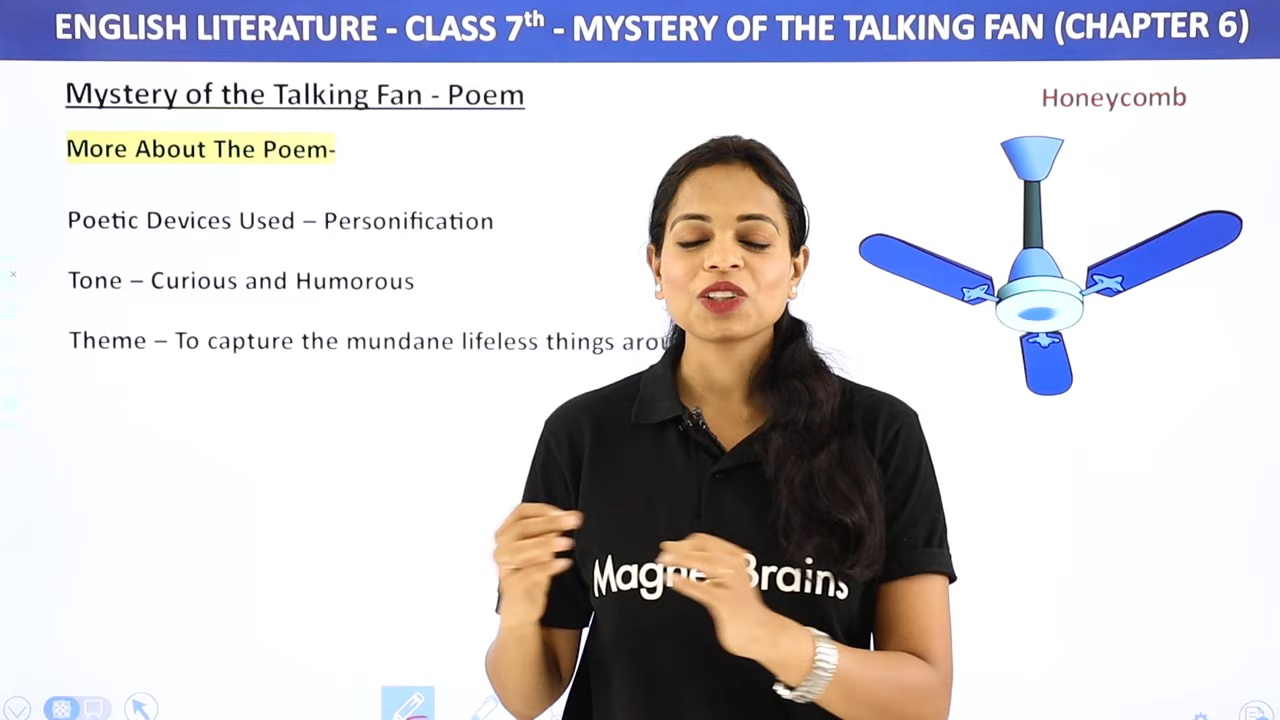 ENGLISH LITERATURE - CLASS 7th - MYSTERY OF THE TALKING FAN (CHAPTER 6)
Mystery of the Talking Fan - Poem
Honeycomb
More About The Poem-
Poetic Devices Used – Personification
Tone – Curious and Humorous
Theme – To capture the mundane lifeless things
Brains